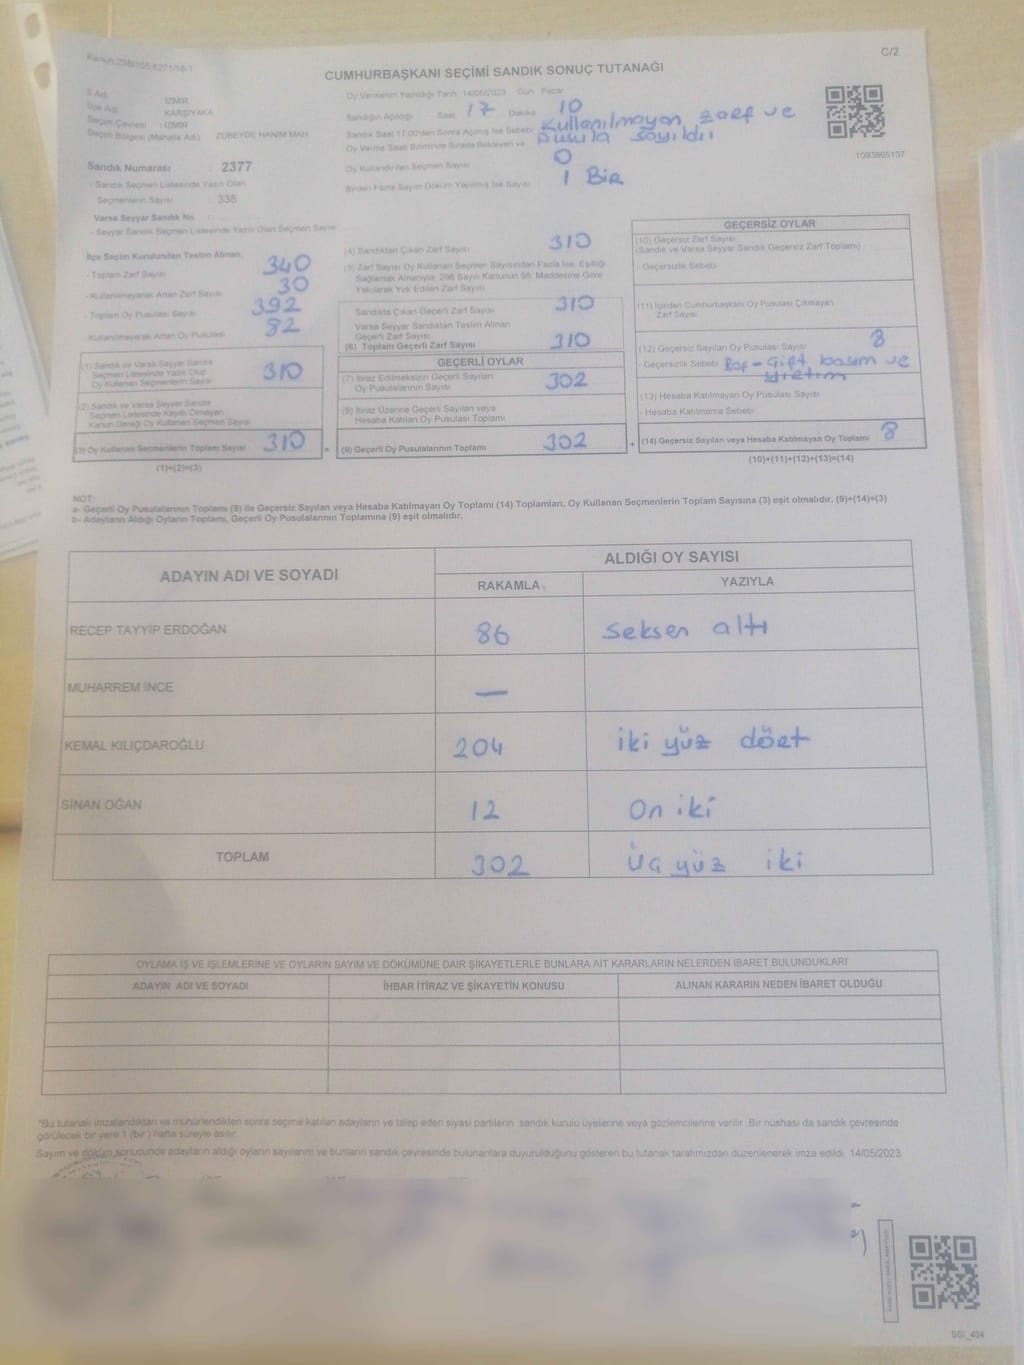 Kanun:298/105;6271/16-1
C/2
CUMHURBAŞKANI SEÇİMİ SANDIK SONUÇ TUTANAĞI
İl Adı : İZMİR
İlçe Adı : KARŞIYAKA
Seçim Çevresi : İZMİR
Seçim Bölgesi (Mahalle Adı) : ZÜBEYDE HANIM MAH
Sandık Numarası : 2377
- Sandık Seçmen Listesinde Yazılı Olan
Seçmenlerin Sayısı : 338
Varsa Seyyar Sandık No
- Seyyar Sandık Seçmen Listesinde Yazılı Olan Seçmen Sayısı
Oy Vermenin Yapıldığı Tarih 14/05/2023 Gün Pazar
Sandığın Açıldığı Saat 17 Dakika 10
Sandık Saat 17:00'den Sonra Açılmış İse Sebebi Kullanılmayan zarf ve
pusula sayıldı
Oy Verme Saati Bitiminde Sırada Bekleyen ve
Oy Kullandırılan Seçmen Sayısı 0
Birden Fazla Sayım Döküm Yapılmış İse Sayısı 1 Bir
1093865137
İlçe Seçim Kurulundan Teslim Alınan,
- Toplam Zarf Sayısı 340
- Kullanılmayarak Artan Zarf Sayısı 30
- Toplam Oy Pusulası Sayısı 392
Kullanılmayarak Artan Oy Pusulası 82
(1) Sandık ve Varsa Seyyar Sandık
Seçmen Listesinde Yazılı Olup
Oy Kullanan Seçmenlerin Sayısı 310
(2) Sandık ve Varsa Seyyar Sandık
Seçmen Listesinde Kayıtlı Olmayan
Kanun Gereği Oy Kullanan Seçmen Sayısı
(3) Oy Kullanan Seçmenlerin Toplam Sayısı 310
(1)+(2)=(3)
(4) Sandıktan Çıkan Zarf Sayısı 310
(5) Zarf Sayısı Oy Kullanan Seçmen Sayısından Fazla İse, Eşitliği
Sağlamak Amacıyla, 298 Sayılı Kanunun 98. Maddesine Göre
Yakılarak Yok Edilen Zarf Sayısı
Sandıkta Çıkan Geçerli Zarf Sayısı 310
Varsa Seyyar Sandıktan Teslim Alınan
Geçerli Zarf Sayısı
(6) Toplam Geçerli Zarf Sayısı 310
GEÇERLİ OYLAR
(7) İtiraz Edilmeksizin Geçerli Sayılan
Oy Pusulalarının Sayısı 302
(8) İtiraz Üzerine Geçerli Sayılan veya
Hesaba Katılan Oy Pusulası Toplamı
= (9) Geçerli Oy Pusulalarının Toplamı 302
GEÇERSİZ OYLAR
(10) Geçersiz Zarf Sayısı
(Sandık ve Varsa Seyyar Sandık Geçersiz Zarf Toplamı)
- Geçersizlik Sebebi
(11) İçinden Cumhurbaşkanı Oy Pusulası Çıkmayan
Zarf Sayısı
(12) Geçersiz Sayılan Oy Pusulası Sayısı 8
- Geçersizlik Sebebi Boş - Çift basım ve
yırtım
(13) Hesaba Katılmayan Oy Pusulası Sayısı
- Hesaba Katılmama Sebebi
+ (14) Geçersiz Sayılan veya Hesaba Katılmayan Oy Toplamı 8
(10)+(11)+(12)+(13)=(14)
NOT:
a- Geçerli Oy Pusulalarının Toplamı (9) ile Geçersiz Sayılan veya Hesaba Katılmayan Oy Toplamı (14) Toplamları, Oy Kullanan Seçmenlerin Toplam Sayısına (3) eşit olmalıdır. (9)+(14)=(3)
b- Adayların Aldığı Oyların Toplamı, Geçerli Oy Pusulalarının Toplamına (9) eşit olmalıdır.
ADAYIN ADI VE SOYADI
ALDIĞI OY SAYISI
RAKAMLA YAZIYLA
RECEP TAYYİP ERDOĞAN 86 Seksen altı
MUHARREM İNCE —
KEMAL KILIÇDAROĞLU 204 iki yüz dört
SİNAN OĞAN 12 On iki
TOPLAM 302 Üç yüz iki
OYLAMA İŞ VE İŞLEMLERİNE VE OYLARIN SAYIM VE DÖKÜMÜNE DAİR ŞİKAYETLERLE BUNLARA AİT KARARLARIN NELERDEN İBARET BULUNDUKLARI
ADAYIN ADI VE SOYADI İHBAR İTİRAZ VE ŞİKAYETİN KONUSU ALINAN KARARIN NEDEN İBARET OLDUĞU
*Bu tutanak imzalandıktan ve mühürlendikten sonra seçime katılan adayların ve talep eden siyasi partilerin sandık kurulu üyelerine veya gözlemcilerine verilir. Bir nüshası da sandık çevresinde
görülecek bir yere 1 (bir ) hafta süreyle asılır.
Sayım ve döküm sonucunda adayların aldığı oyların sayılarını ve bunların sandık çevresinde bulunanlara duyurulduğunu gösteren bu tutanak tarafımızdan düzenlenerek imza edildi. 14/05/2023
SSI_404